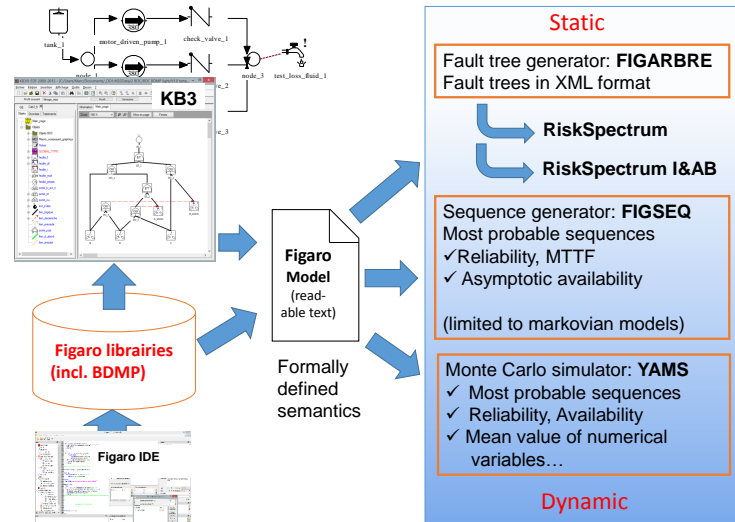 tank_1
motor_driven_pump_1
check_valve_1
node_1
node_3
test_loss_fluid_1
KB3
Figaro librairies
(incl. BDMP)
Figaro IDE
Figaro
Model
(read-
able text)
Formally
defined
semantics
Static
Fault tree generator: FIGARBRE
Fault trees in XML format
RiskSpectrum
RiskSpectrum I&AB
Sequence generator: FIGSEQ
Most probable sequences
✓Reliability, MTTF
✓ Asymptotic availability
(limited to markovian models)
Monte Carlo simulator: YAMS
✓ Most probable sequences
✓ Reliability, Availability
✓ Mean value of numerical
variables…
Dynamic